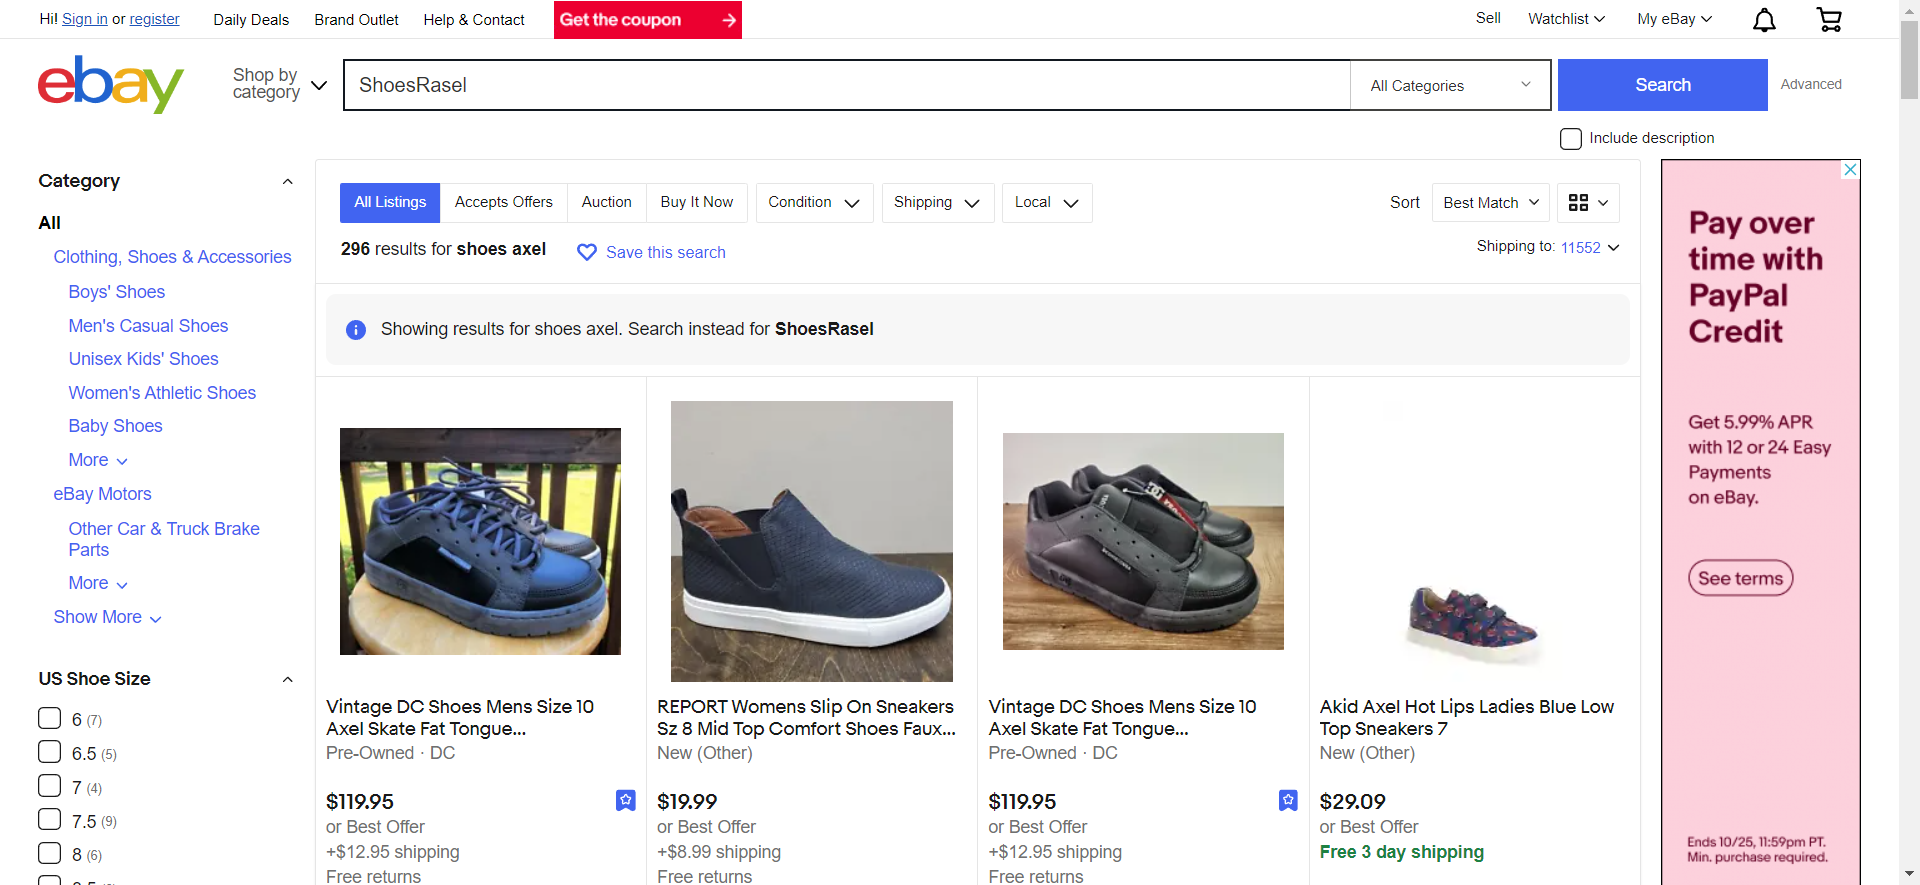 Hi! Sign in or register
Daily Deals
Brand Outlet
Help & Contact
Get the coupon
Sell
Watchlist
My eBay
ebay
Shop by
category
ShoesRasel
All Categories
Search
Advanced
Include description
Category
All
Clothing, Shoes & Accessories
Boys' Shoes
Men's Casual Shoes
Unisex Kids' Shoes
Women's Athletic Shoes
Baby Shoes
More
eBay Motors
Other Car & Truck Brake
Parts
More
Show More
US Shoe Size
6 (7)
6.5 (5)
7 (4)
7.5 (9)
8 (6)
All Listings
Accepts Offers
Auction
Buy It Now
Condition
Shipping
Local
Sort
Best Match
296 results for shoes axel
Save this search
Shipping to: 11552
Showing results for shoes axel. Search instead for ShoesRasel
Vintage DC Shoes Mens Size 10
Axel Skate Fat Tongue...
Pre-Owned · DC
$119.95
or Best Offer
+$12.95 shipping
Free returns
REPORT Womens Slip On Sneakers
Sz 8 Mid Top Comfort Shoes Faux...
New (Other)
$19.99
or Best Offer
+$8.99 shipping
Free returns
Vintage DC Shoes Mens Size 10
Axel Skate Fat Tongue...
Pre-Owned · DC
$119.95
or Best Offer
+$12.95 shipping
Free returns
Akid Axel Hot Lips Ladies Blue Low
Top Sneakers 7
New (Other)
$29.09
or Best Offer
Free 3 day shipping
Pay over
time with
PayPal
Credit
Get 5.99% APR
with 12 or 24 Easy
Payments
on eBay.
See terms
Ends 10/25, 11:59pm PT.
Min. purchase required.